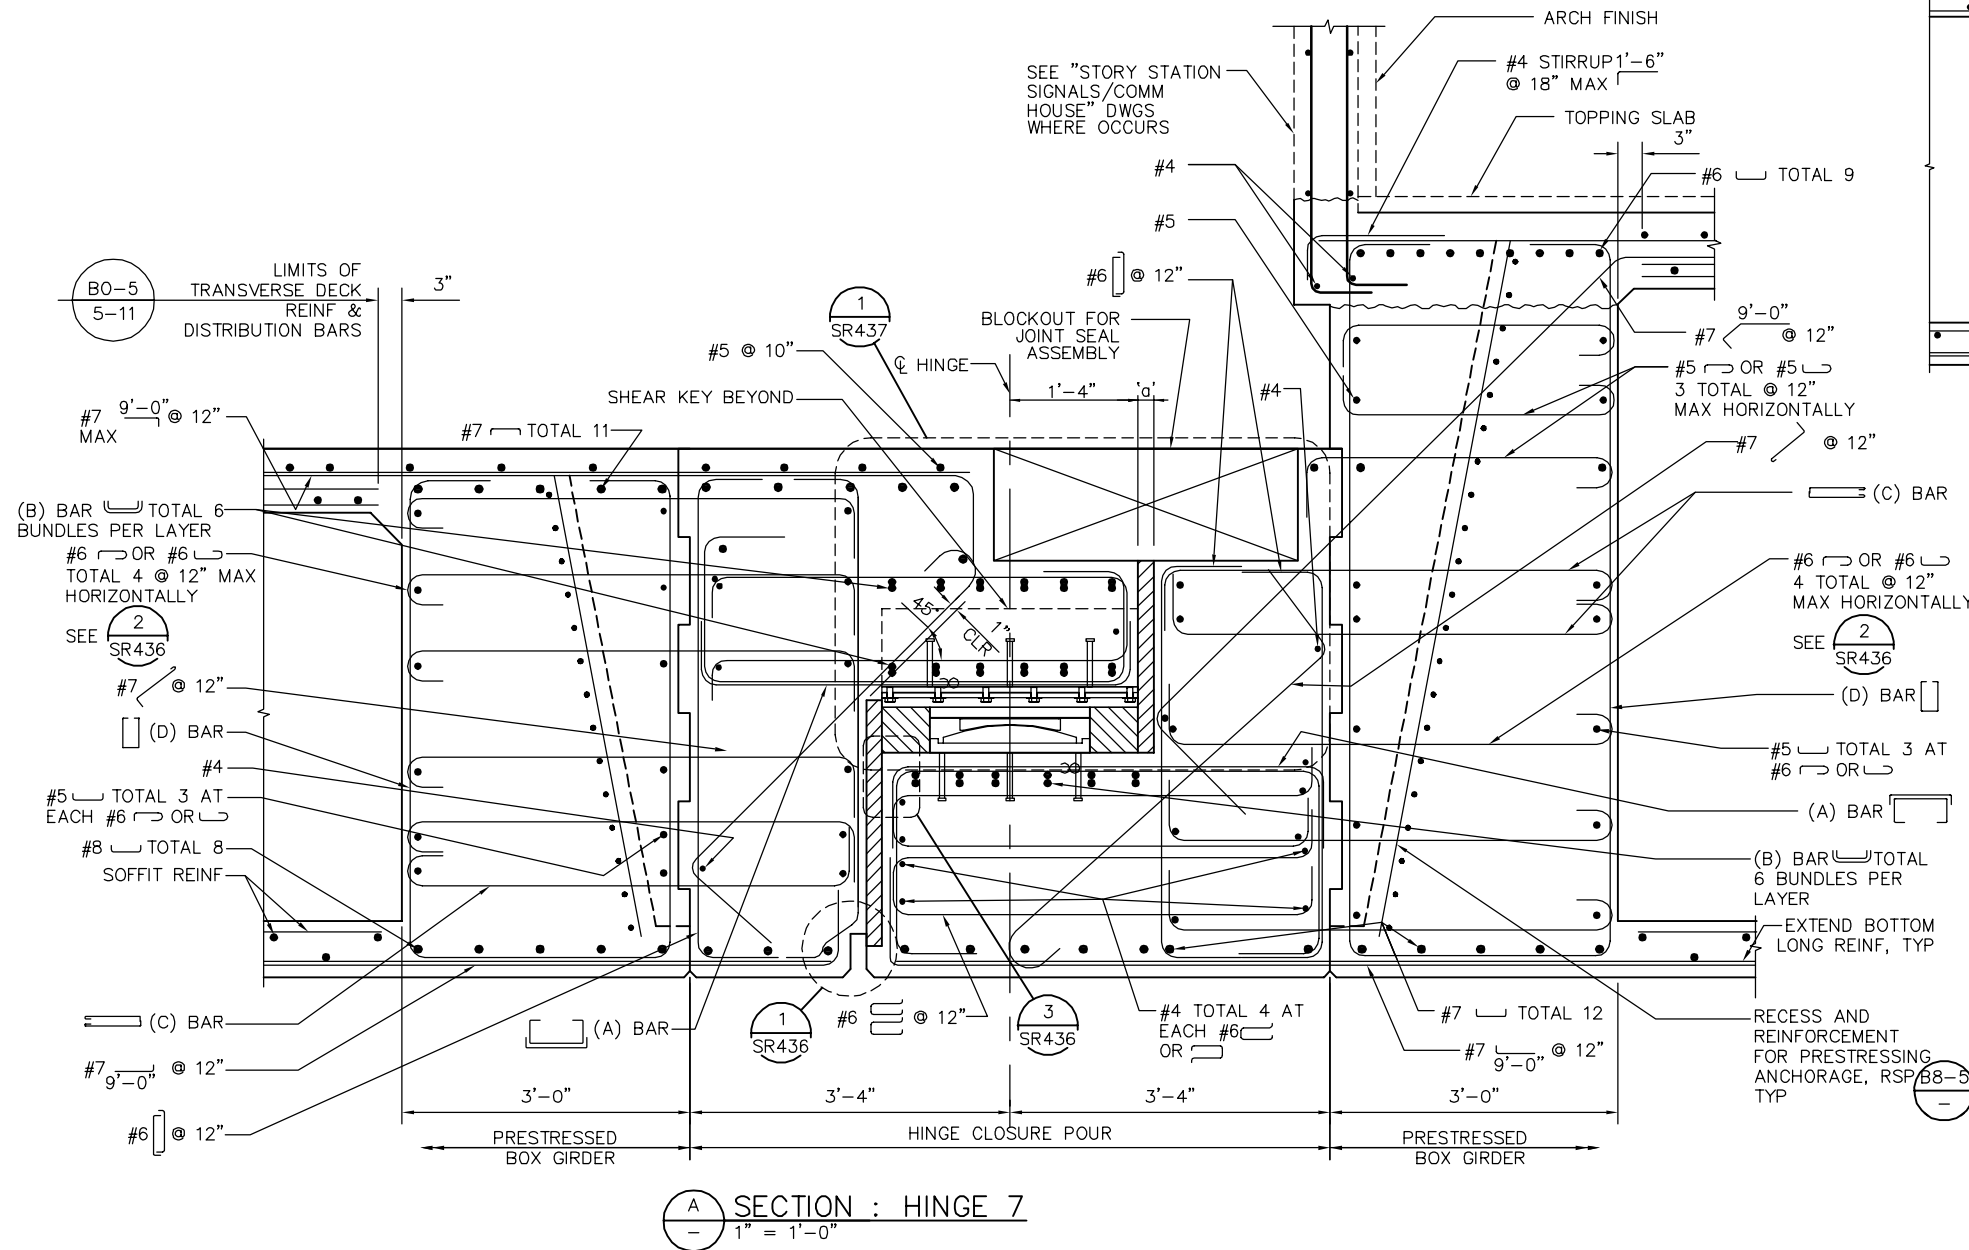 ARCH FINISH
SEE "STORY STATION
SIGNALS/COMM
HOUSE" DWGS
WHERE OCCURS
#4 STIRRUP 1'-6"
@ 18" MAX
TOPPING SLAB
3"
#4
#6 TOTAL 9
#5
#6 @ 12"
BO-5
5-11
LIMITS OF
TRANSVERSE DECK
REINF &
DISTRIBUTION BARS
3"
1
SR437
BLOCKOUT FOR
JOINT SEAL
ASSEMBLY
9'-0"
#7 @ 12"
#5 @ 10"
℄ HINGE
1'-4"
'a'
#4
#5 OR #5
3 TOTAL @ 12"
MAX HORIZONTALLY
SHEAR KEY BEYOND
9'-0"
#7 @ 12"
MAX
#7 TOTAL 11
#7 @ 12"
(B) BAR TOTAL 6
BUNDLES PER LAYER
(C) BAR
#6 OR #6
TOTAL 4 @ 12" MAX
HORIZONTALLY
#6 OR #6
4 TOTAL @ 12"
MAX HORIZONTALLY
45°
1"
CLR
SEE
2
SR436
SEE
2
SR436
#7 @ 12"
(D) BAR
(D) BAR
#4
#5 TOTAL 3 AT
#6 OR
#5 TOTAL 3 AT
EACH #6 OR
(A) BAR
#8 TOTAL 8
SOFFIT REINF
(B) BAR TOTAL
6 BUNDLES PER
LAYER
EXTEND BOTTOM
LONG REINF, TYP
(C) BAR
(A) BAR
1
SR436
#6 @ 12"
3
SR436
#4 TOTAL 4 AT
EACH #6
OR
#7 TOTAL 12
#7 @ 12"
9'-0"
RECESS AND
REINFORCEMENT
FOR PRESTRESSING
ANCHORAGE, RSP B8-5
TYP
–
#7 @ 12"
9'-0"
#6 @ 12"
3'-0"
3'-4"
3'-4"
3'-0"
PRESTRESSED
BOX GIRDER
HINGE CLOSURE POUR
PRESTRESSED
BOX GIRDER
A
–
SECTION : HINGE 7
1" = 1'-0"